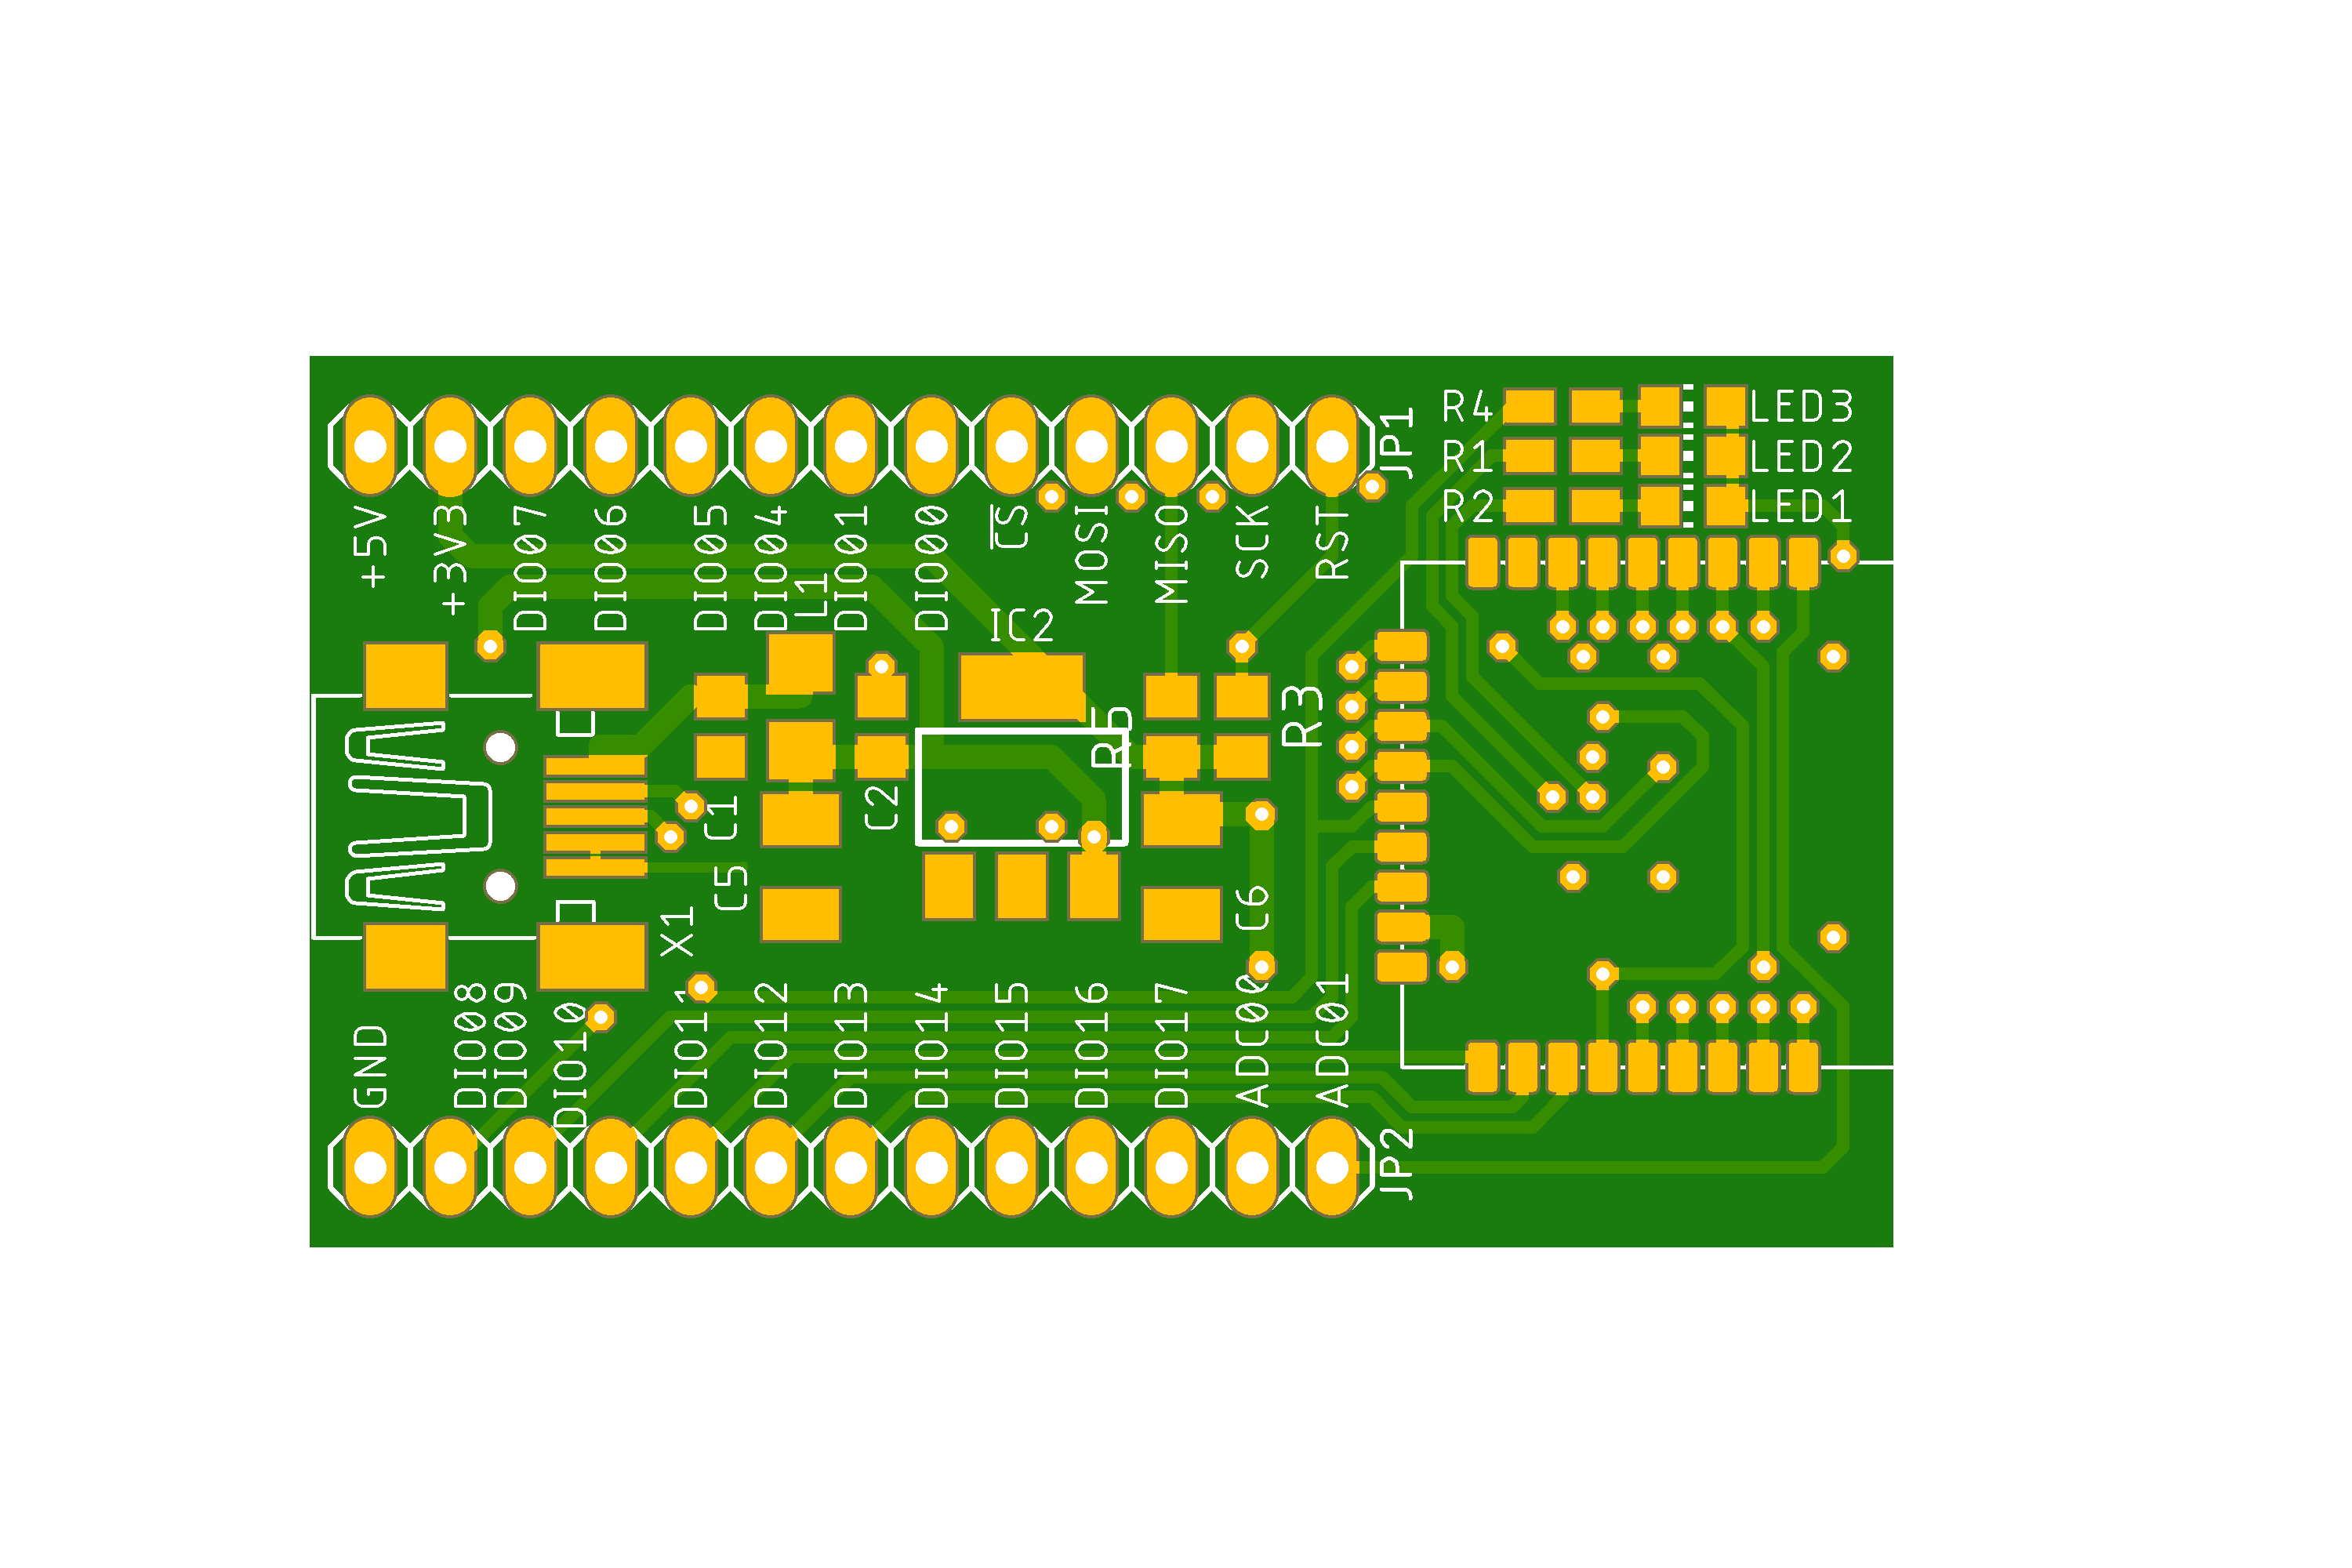 JP1
R4
LED3
R1
LED2
R2
LED1
+5V
+3V3
DIO07
DIO06
DIO05
DIO04
DIO01
DIO00
CS
MOSI
MISO
SCK
RST
L1
IC2
R5
R3
C1
C2
C5
C6
X1
GND
DIO08
DIO09
DIO10
DIO11
DIO12
DIO13
DIO14
DIO15
DIO16
DIO17
ADC00
ADC01
JP2